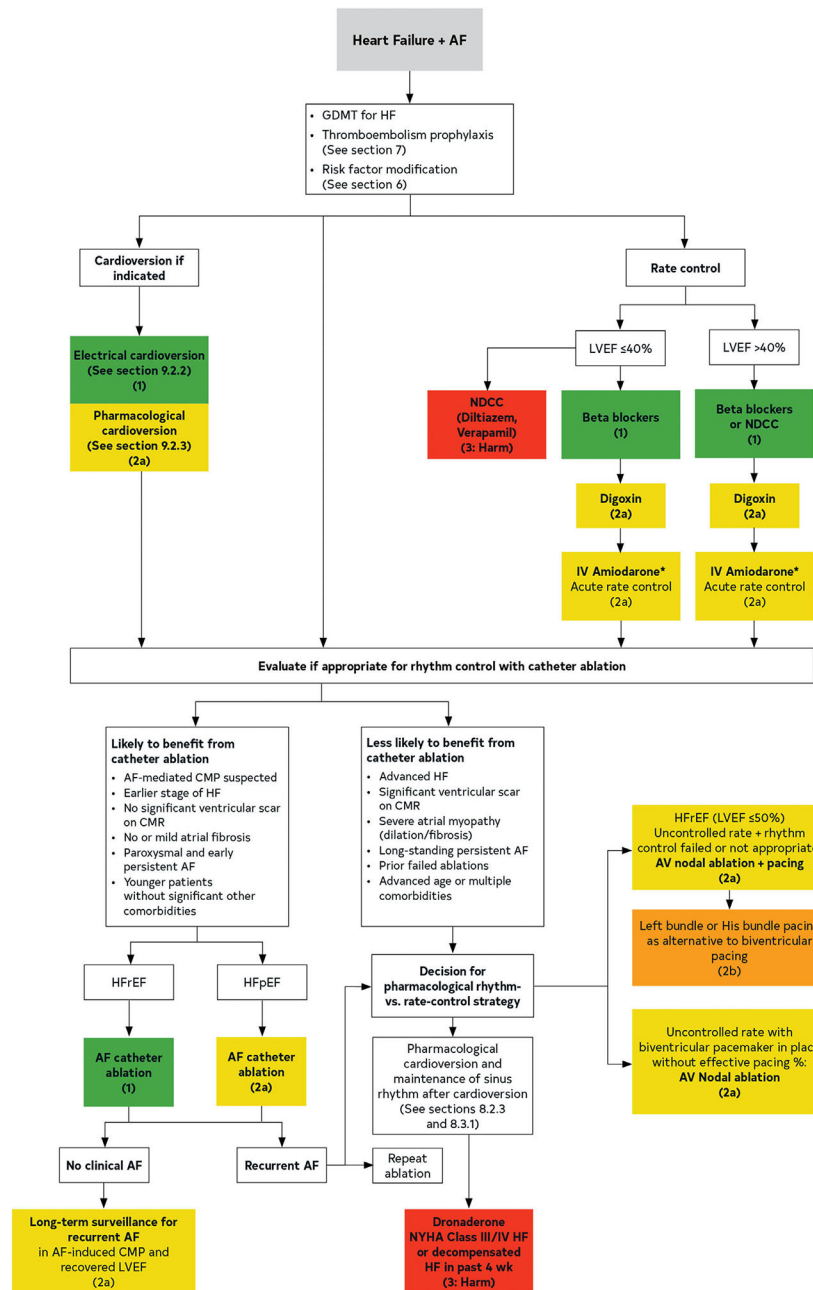 Heart Failure + AF
• GDMT for HF
• Thromboembolism prophylaxis
(See section 7)
• Risk factor modification
(See section 6)
Cardioversion if
indicated
Rate control
Electrical cardioversion
(See section 9.2.2)
(1)
Pharmacological
cardioversion
(See section 9.2.3)
(2a)
LVEF ≤40%
LVEF >40%
NDCC
(Diltiazem,
Verapamil)
(3: Harm)
Beta blockers
(1)
Beta blockers
or NDCC
(1)
Digoxin
(2a)
Digoxin
(2a)
IV Amiodarone*
Acute rate control
(2a)
IV Amiodarone*
Acute rate control
(2a)
Evaluate if appropriate for rhythm control with catheter ablation
Likely to benefit from
catheter ablation
• AF-mediated CMP suspected
• Earlier stage of HF
• No significant ventricular scar
on CMR
• No or mild atrial fibrosis
• Paroxysmal and early
persistent AF
• Younger patients
without significant other
comorbidities
Less likely to benefit from
catheter ablation
• Advanced HF
• Significant ventricular scar
on CMR
• Severe atrial myopathy
(dilation/fibrosis)
• Long-standing persistent AF
• Prior failed ablations
• Advanced age or multiple
comorbidities
HFrEF (LVEF ≤50%)
Uncontrolled rate + rhythm
control failed or not appropriate
AV nodal ablation + pacing
(2a)
Left bundle or His bundle pacin
as alternative to biventricular
pacing
(2b)
HFrEF
HFpEF
Decision for
pharmacological rhythm-
vs. rate-control strategy
AF catheter
ablation
(1)
AF catheter
ablation
(2a)
Pharmacological
cardioversion and
maintenance of sinus
rhythm after cardioversion
(See sections 8.2.3
and 8.3.1)
Uncontrolled rate with
biventricular pacemaker in plac
without effective pacing %:
AV Nodal ablation
(2a)
No clinical AF
Recurrent AF
Repeat
ablation
Long-term surveillance for
recurrent AF
in AF-induced CMP and
recovered LVEF
(2a)
Dronaderone
NYHA Class III/IV HF
or decompensated
HF in past 4 wk
(3: Harm)